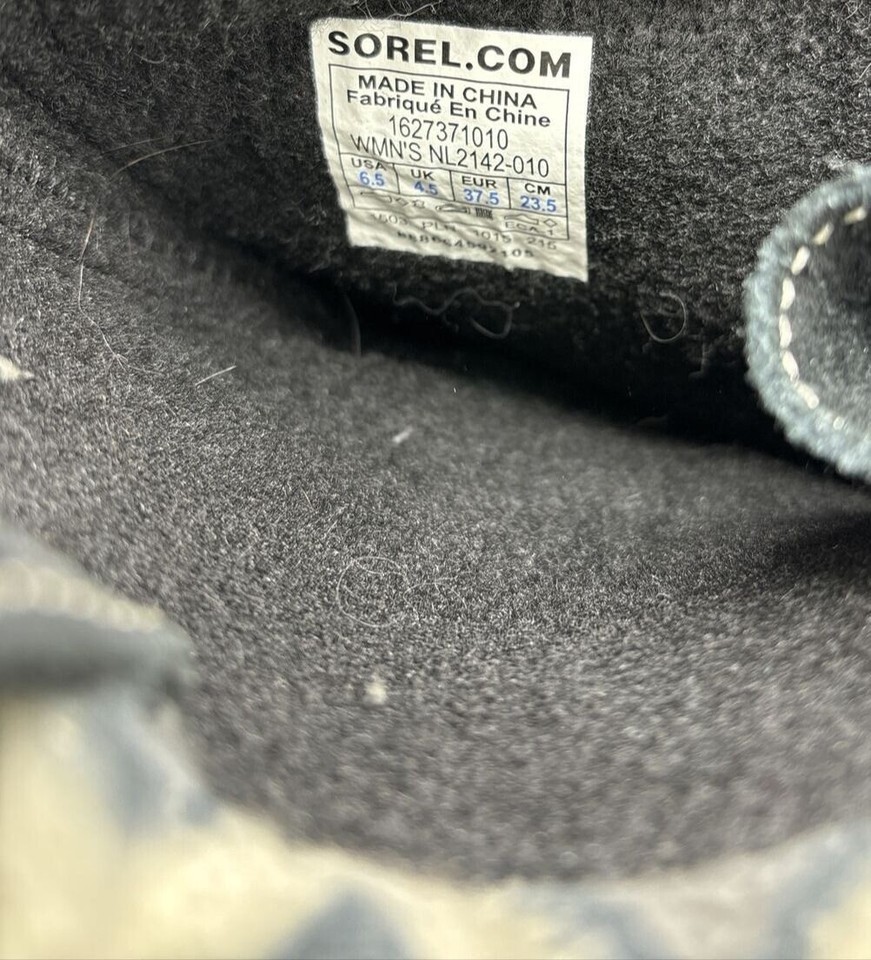 SOREL.COM
MADE IN CHINA
Fabriqué En Chine
1627371010
WMN'S NL2142-010
USA UK EUR CM
6.5 4.5 37.5 23.5